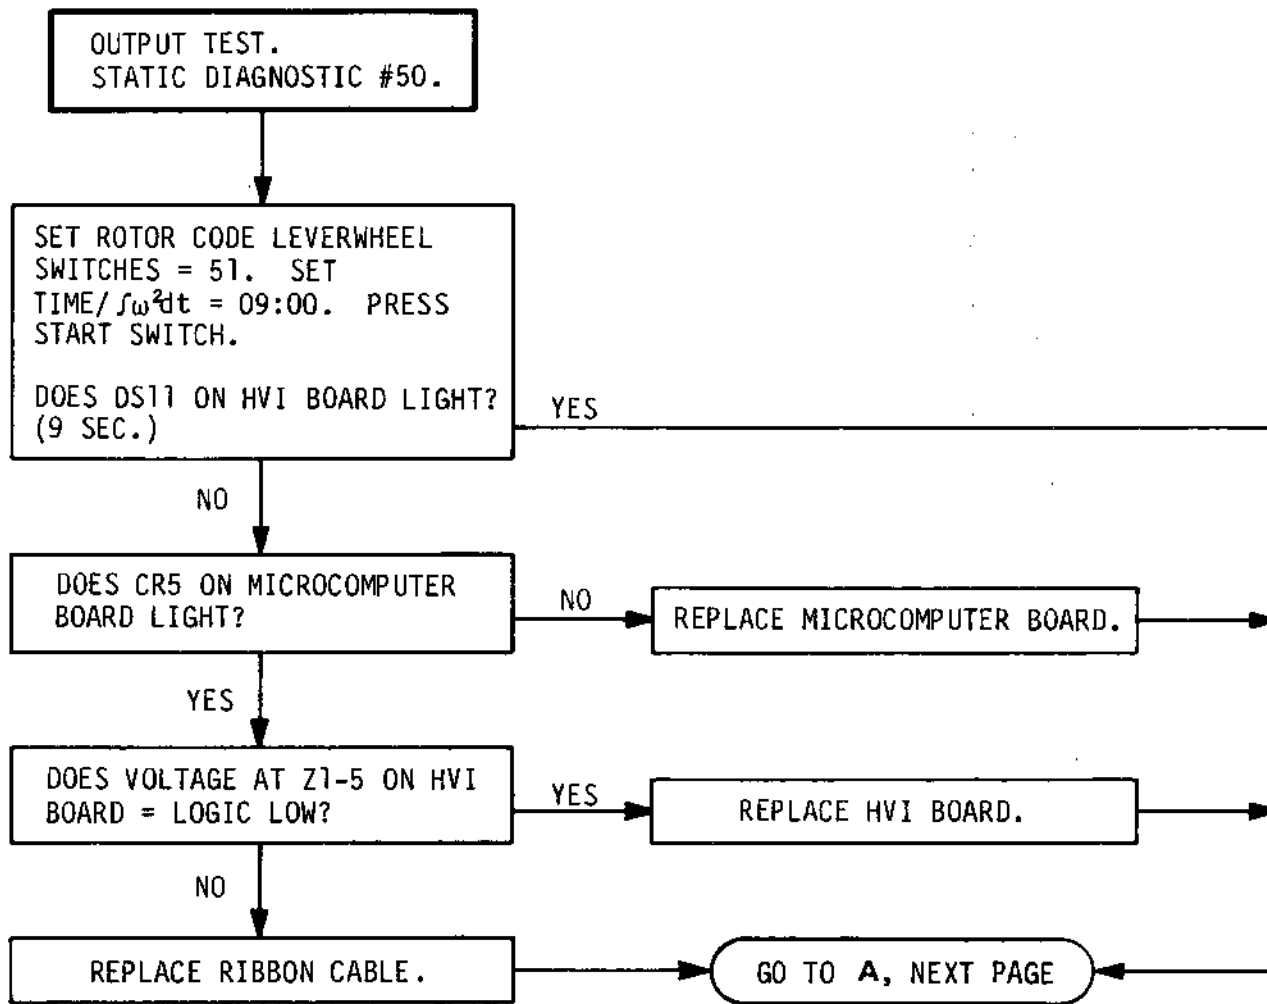 OUTPUT TEST.
STATIC DIAGNOSTIC #50.
SET ROTOR CODE LEVERWHEEL
SWITCHES = 51. SET
TIME/∫ω²dt = 09:00. PRESS
START SWITCH.
DOES DS11 ON HVI BOARD LIGHT?
(9 SEC.)
YES
NO
DOES CR5 ON MICROCOMPUTER
BOARD LIGHT?
NO
REPLACE MICROCOMPUTER BOARD.
YES
DOES VOLTAGE AT Z1-5 ON HVI
BOARD = LOGIC LOW?
YES
REPLACE HVI BOARD.
NO
REPLACE RIBBON CABLE.
GO TO A, NEXT PAGE